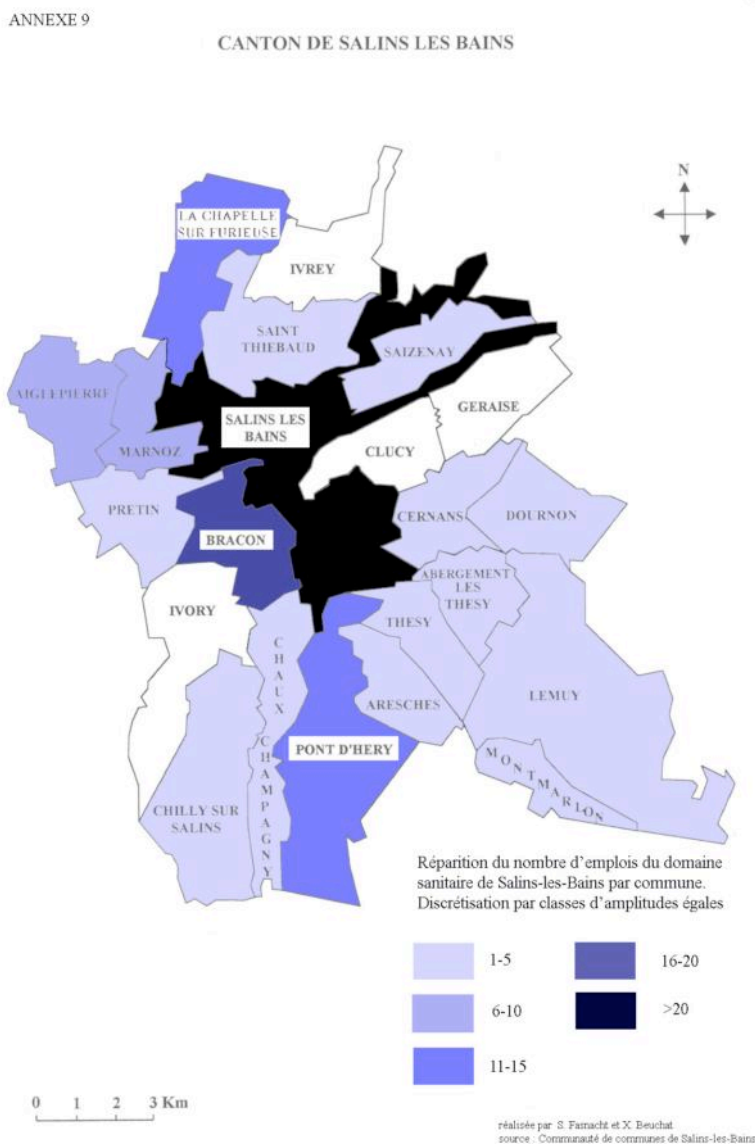 ANNEXE 9
CANTON DE SALINS LES BAINS
N
LA CHAPELLE
SUR FURIEUSE
IVREY
SAINT
THIEBAUD
SAIZENAY
AIGLEPIERRE
GERAISE
SALINS LES
BAINS
MARNOZ
CLUCY
PRETIN
CERNANS
DOURNON
BRACON
ABERGEMENT
LES
THESY
IVORY
THESY
CHAUX CHAMPAGNY
LEMUY
ARESCHES
PONT D'HERY
MONTMARLON
CHILLY SUR
SALINS
Réparition du nombre d'emplois du domaine
sanitaire de Salins-les-Bains par commune.
Discrétisation par classes d'amplitudes égales
1-5
16-20
6-10
>20
11-15
0 1 2 3 Km
réalisée par S. Farnacht et X. Beuchat
source : Communauté de communes de Salins-les-Bains